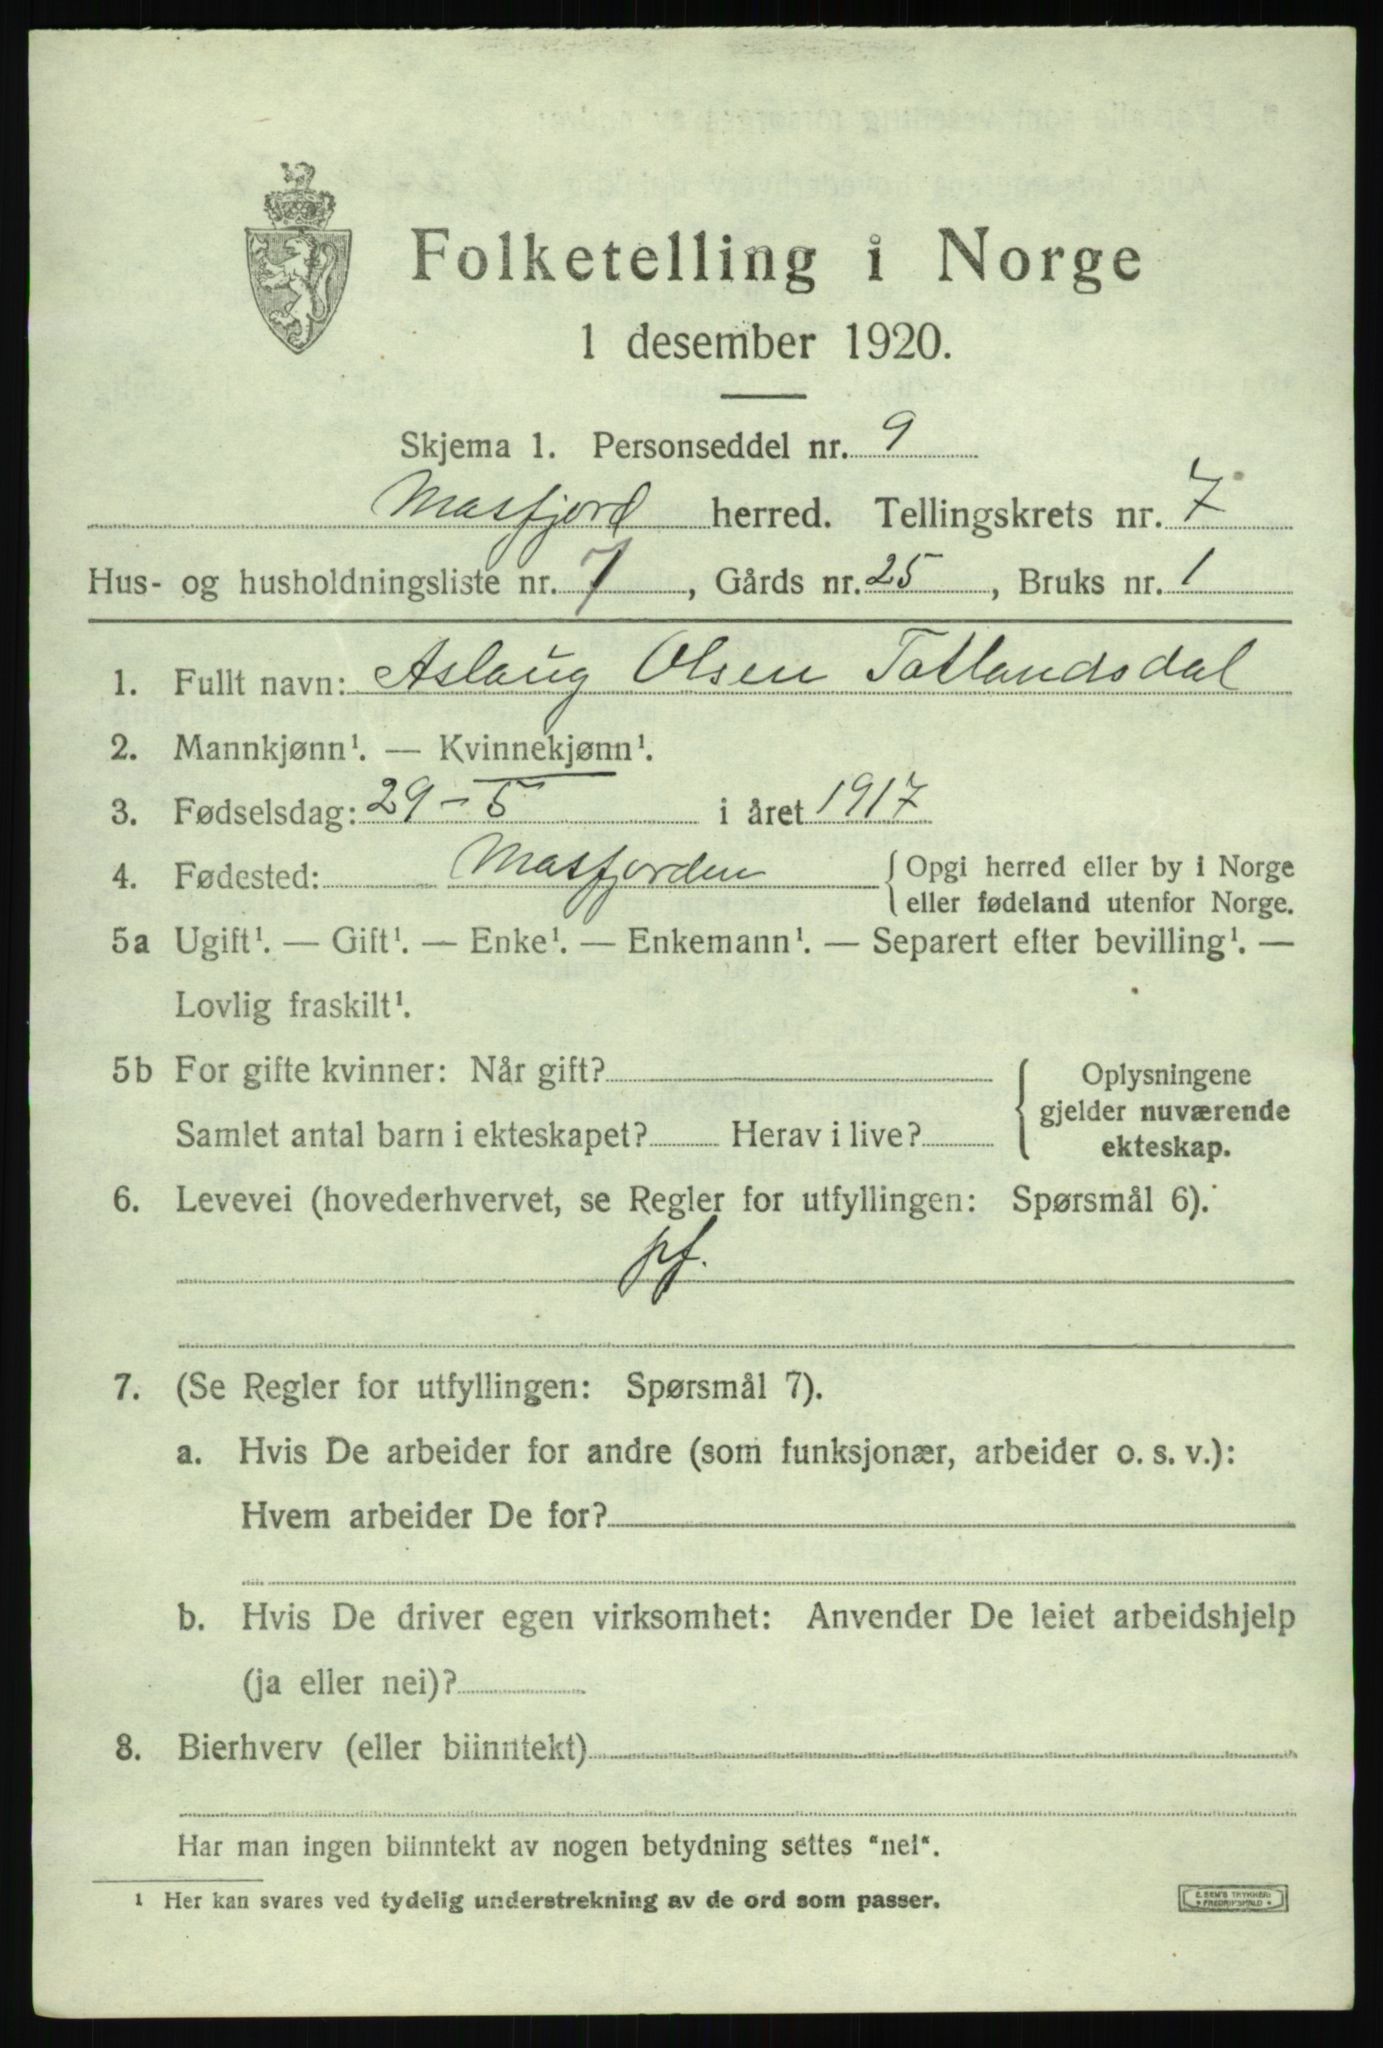 Folketelling i Norge
1 desember 1920.
Skjema 1. Personseddel nr. 9
Masfjord herred. Tellingskrets nr. 7
Hus- og husholdningsliste nr. 7, Gårds nr. 25, Bruks nr. 1
1. Fullt navn: Aslaug Olsen Totlandsdal
2. Mannkjønn¹. — Kvinnekjønn¹.
3. Fødselsdag: 29 – 5 i året 1917
4. Fødested: Masfjorden { Opgi herred eller by i Norge
eller fødeland utenfor Norge.
5a Ugift¹. — Gift¹. — Enke¹. — Enkemann¹. — Separert efter bevilling¹. —
Lovlig fraskilt¹.
5b For gifte kvinner: Når gift?
Samlet antal barn i ekteskapet? Herav i live?
{ Oplysningene
gjelder nuværende
ekteskap.
6. Levevei (hovederhvervet, se Regler for utfyllingen: Spørsmål 6).
pf.
7. (Se Regler for utfyllingen: Spørsmål 7).
a. Hvis De arbeider for andre (som funksjonær, arbeider o. s. v.):
Hvem arbeider De for?
b. Hvis De driver egen virksomhet: Anvender De leiet arbeidshjelp
(ja eller nei)?
8. Bierhverv (eller biinntekt)
Har man ingen biinntekt av nogen betydning settes "nei".
1 Her kan svares ved tydelig understrekning av de ord som passer.
E. SEM'S TRYKKERI
* FREDRIKSHALD *